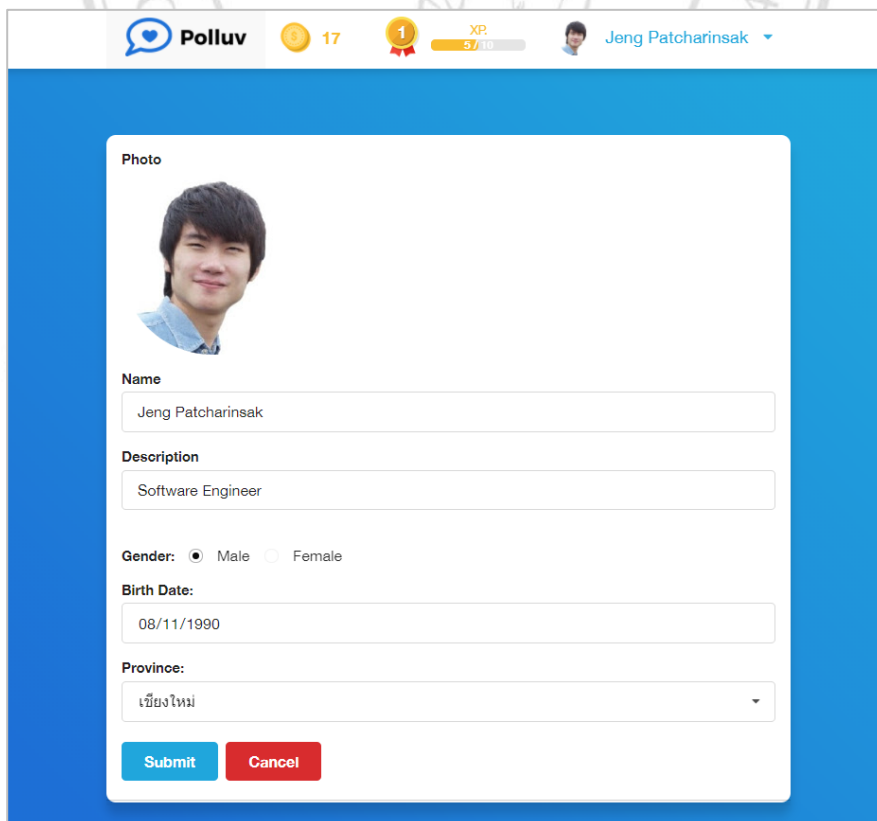 Polluv 17 1 XP. Jeng Patcharinsak
5 / 10
Photo
Name
Jeng Patcharinsak
Description
Software Engineer
Gender: Male Female
Birth Date:
08/11/1990
Province:
เชียงใหม่
Submit Cancel